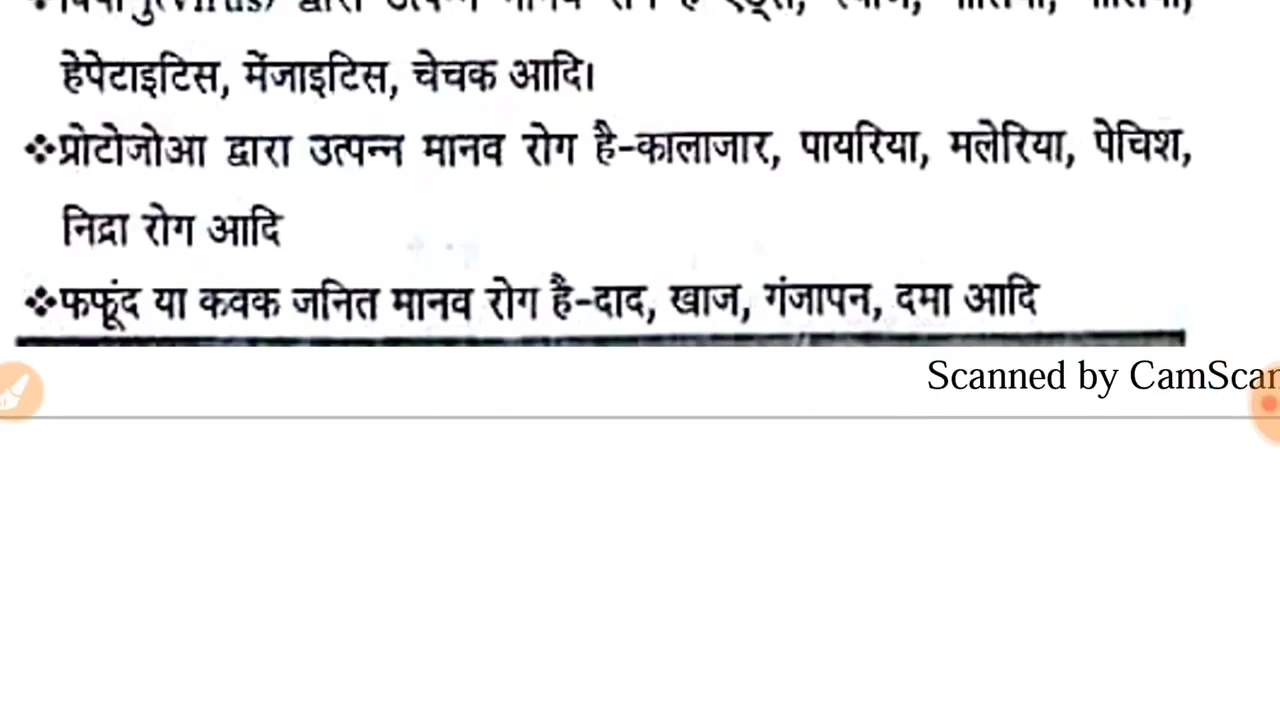 हेपेटाइटिस, मेंजाइटिस, चेचक आदि।
❖प्रोटोजोआ द्वारा उत्पन्न मानव रोग है-कालाजार, पायरिया, मलेरिया, पेचिश,
निद्रा रोग आदि
❖फफूंद या कवक जनित मानव रोग है-दाद, खाज, गंजापन, दमा आदि
Scanned by CamScan